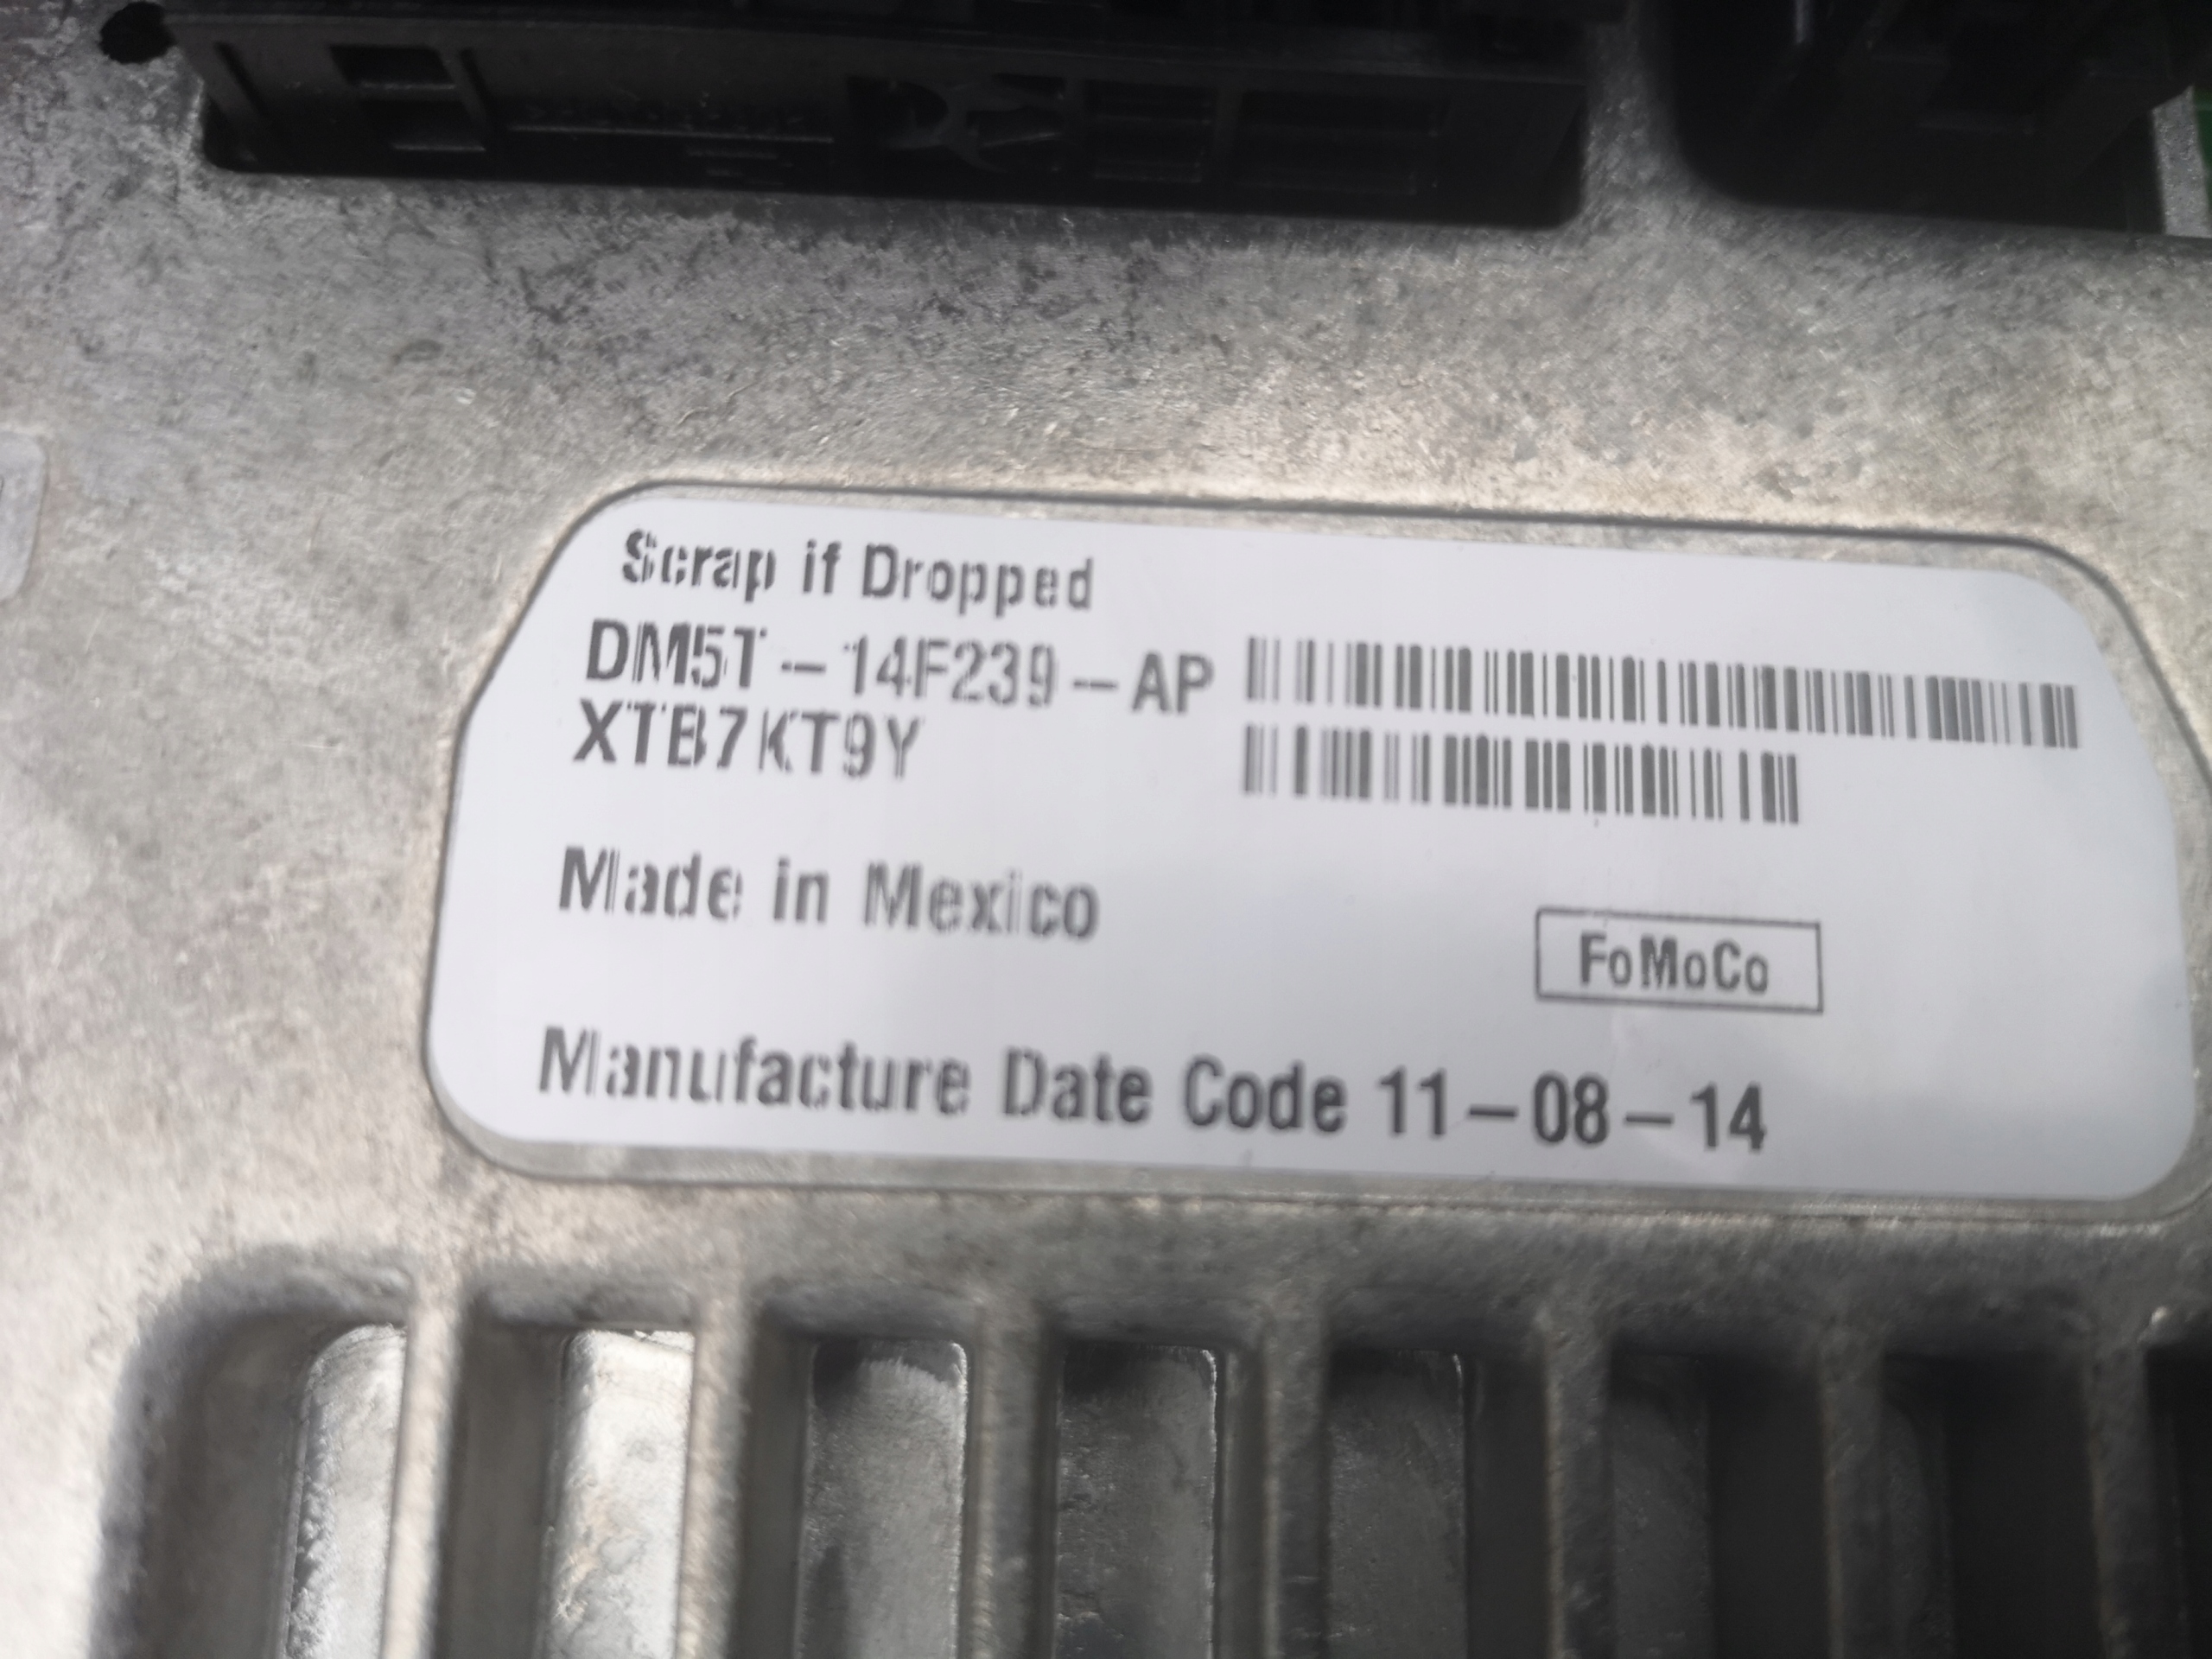 Scrap if Dropped
DM5T-14F239-AP
XTB7KT9Y
Made in Mexico
FoMoCo
Manufacture Date Code 11-08-14